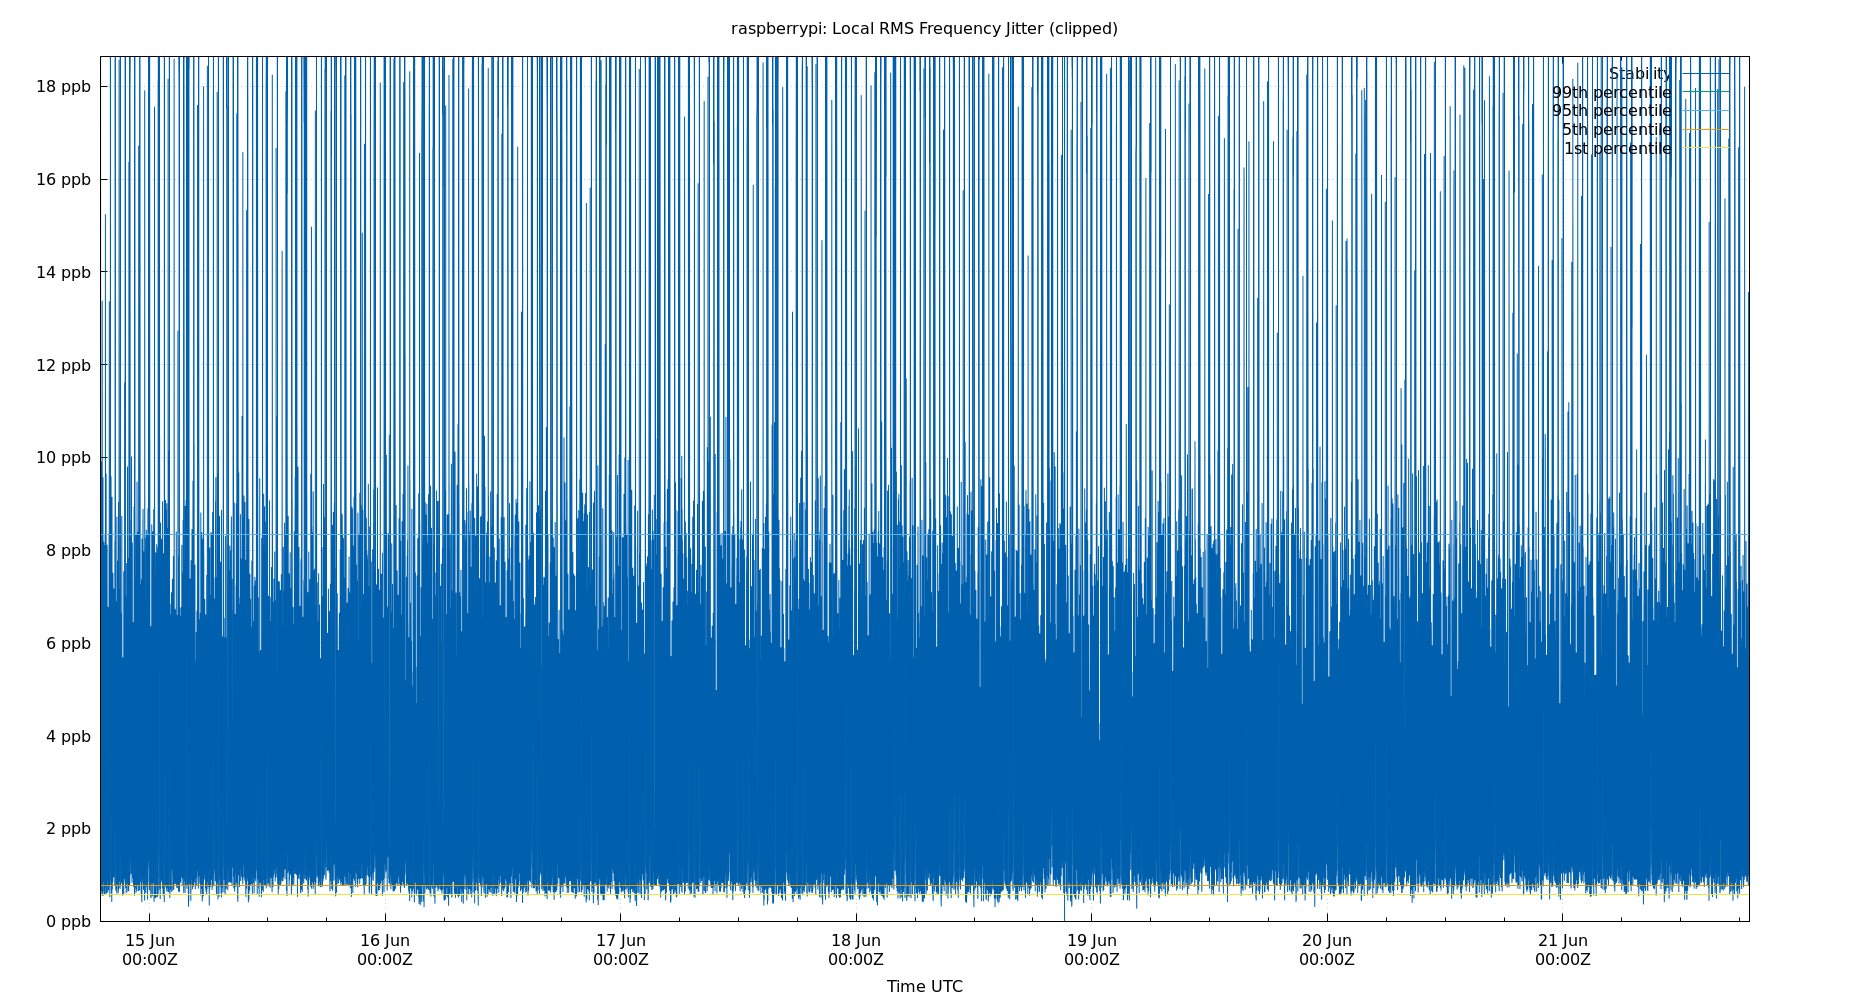 raspberrypi: Local RMS Frequency Jitter (clipped)
Stability
99th percentile
95th percentile
5th percentile
1st percentile
18 ppb
16 ppb
14 ppb
12 ppb
10 ppb
8 ppb
6 ppb
4 ppb
2 ppb
0 ppb
15 Jun 16 Jun 17 Jun 18 Jun 19 Jun 20 Jun 21 Jun
00:00Z 00:00Z 00:00Z 00:00Z 00:00Z 00:00Z 00:00Z
Time UTC